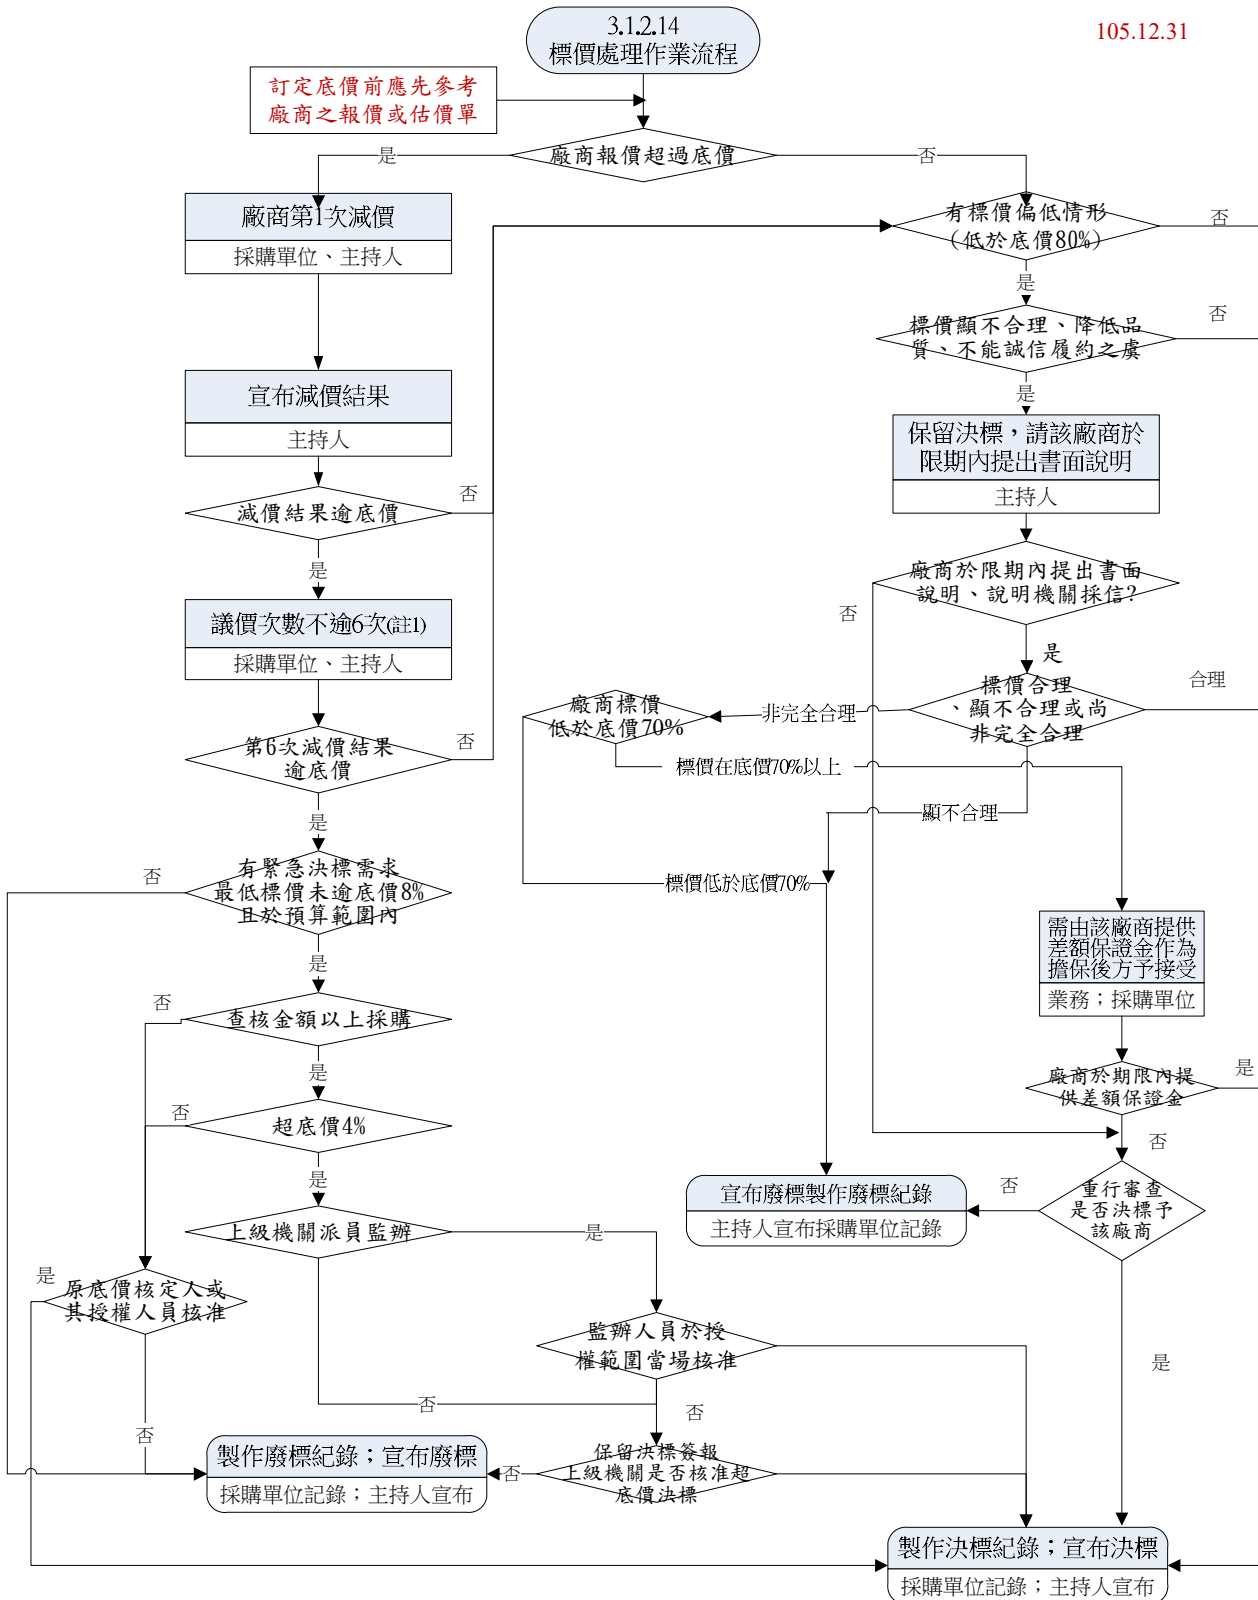 3.1.2.14
標價處理作業流程
105.12.31
訂定底價前應先參考
廠商之報價或估價單
廠商報價超過底價
是
否
廠商第1次減價
採購單位、主持人
有標價偏低情形
(低於底價80%)
否
是
標價顯不合理、降低品
質、不能誠信履約之虞
否
是
宣布減價結果
主持人
保留決標，請該廠商於
限期內提出書面說明
主持人
減價結果逾底價
否
是
廠商於限期內提出書面
說明、說明機關採信?
否
是
議價次數不逾6次(註1)
採購單位、主持人
標價合理
、顯不合理或尚
非完全合理
合理
非完全合理
廠商標價
低於底價70%
第6次減價結果
逾底價
否
是
標價在底價70%以上
顯不合理
標價低於底價70%
有緊急決標需求
最低標價未逾底價8%
且於預算範圍內
否
是
需由該廠商提供
差額保證金作為
擔保後方予接受
業務；採購單位
查核金額以上採購
否
是
廠商於期限內提
供差額保證金
是
否
超底價4%
否
是
宣布廢標製作廢標紀錄
主持人宣布採購單位記錄
否
重行審查
是否決標予
該廠商
是
上級機關派員監辦
是
否
原底價核定人或
其授權人員核准
是
否
監辦人員於授
權範圍當場核准
否
保留決標簽報
上級機關是否核准超
底價決標
否
製作廢標紀錄；宣布廢標
採購單位記錄；主持人宣布
製作決標紀錄；宣布決標
採購單位記錄；主持人宣布